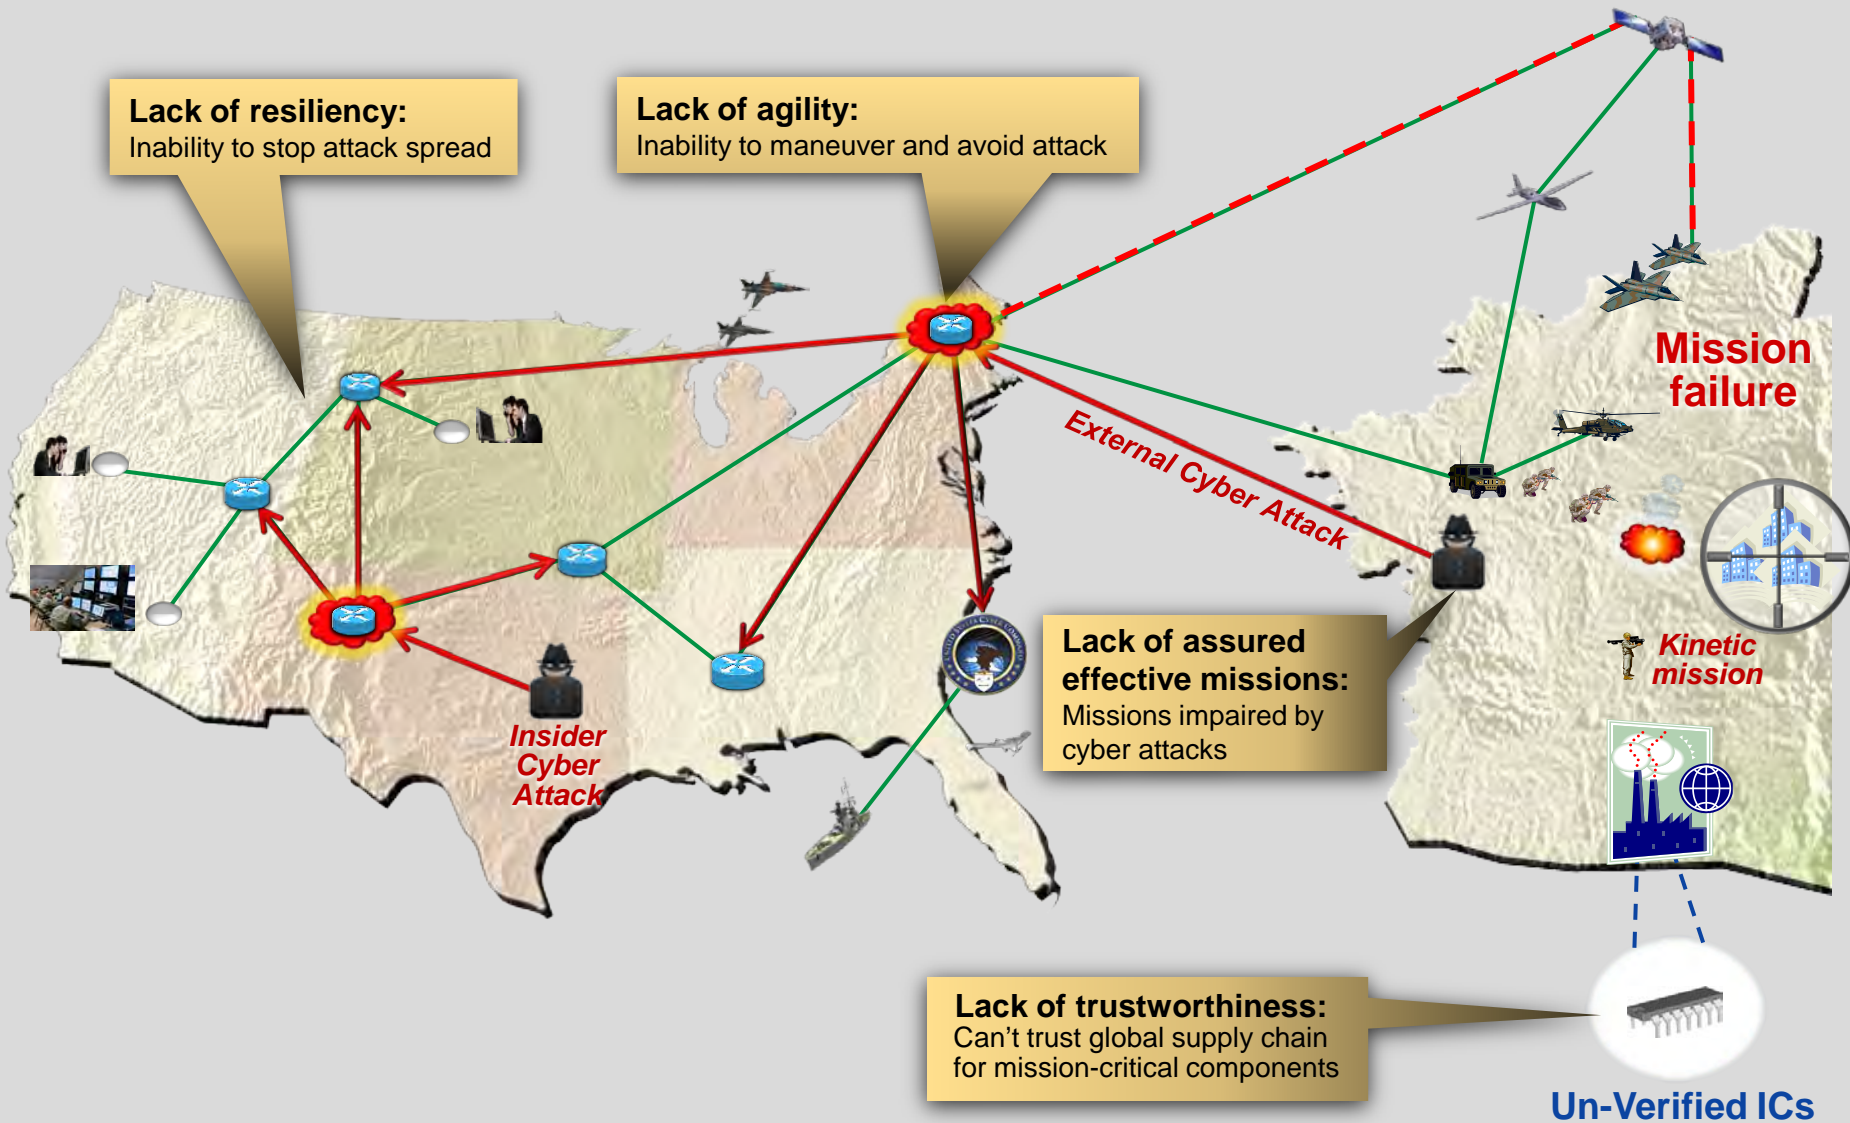 Lack of resiliency:
Inability to stop attack spread
Lack of agility:
Inability to maneuver and avoid attack
Mission
failure
External Cyber Attack
Lack of assured
effective missions:
Missions impaired by
cyber attacks
Kinetic
mission
Insider
Cyber
Attack
Lack of trustworthiness:
Can't trust global supply chain
for mission-critical components
Un-Verified ICs